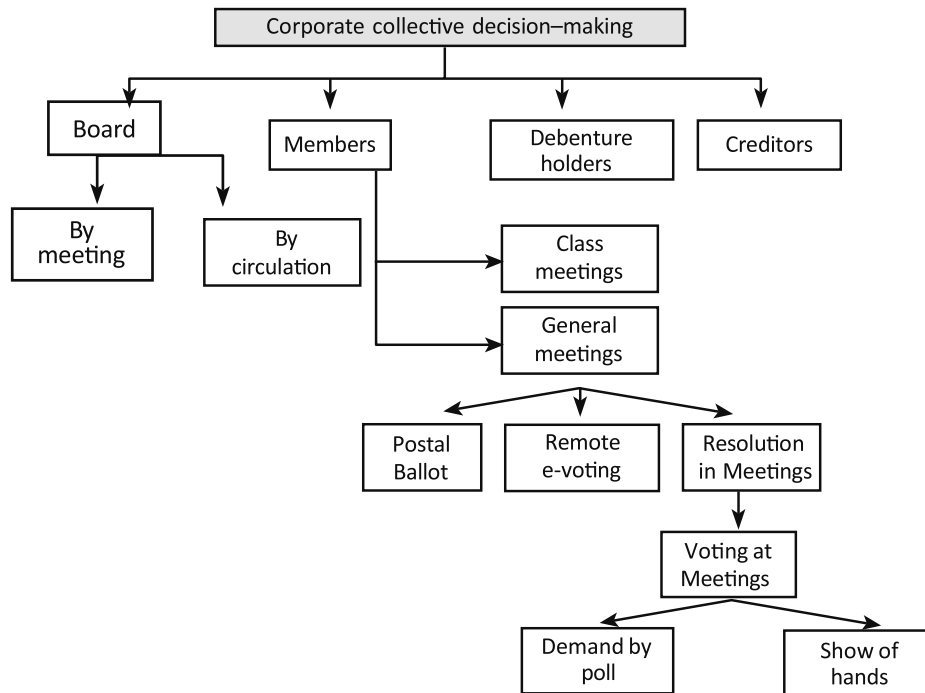 Corporate collective decision–making
Board
Members
Debenture
holders
Creditors
By
meeting
By
circulation
Class
meetings
General
meetings
Postal
Ballot
Remote
e-voting
Resolution
in Meetings
Voting at
Meetings
Demand by
poll
Show of
hands